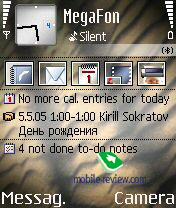 MegaFon
Silent
1
No more cal. entries for today
5.05 1:00-1:00 Kirill Sokratov
День рождения
4 not done to-do notes
mobile-review.com
Messag. Camera